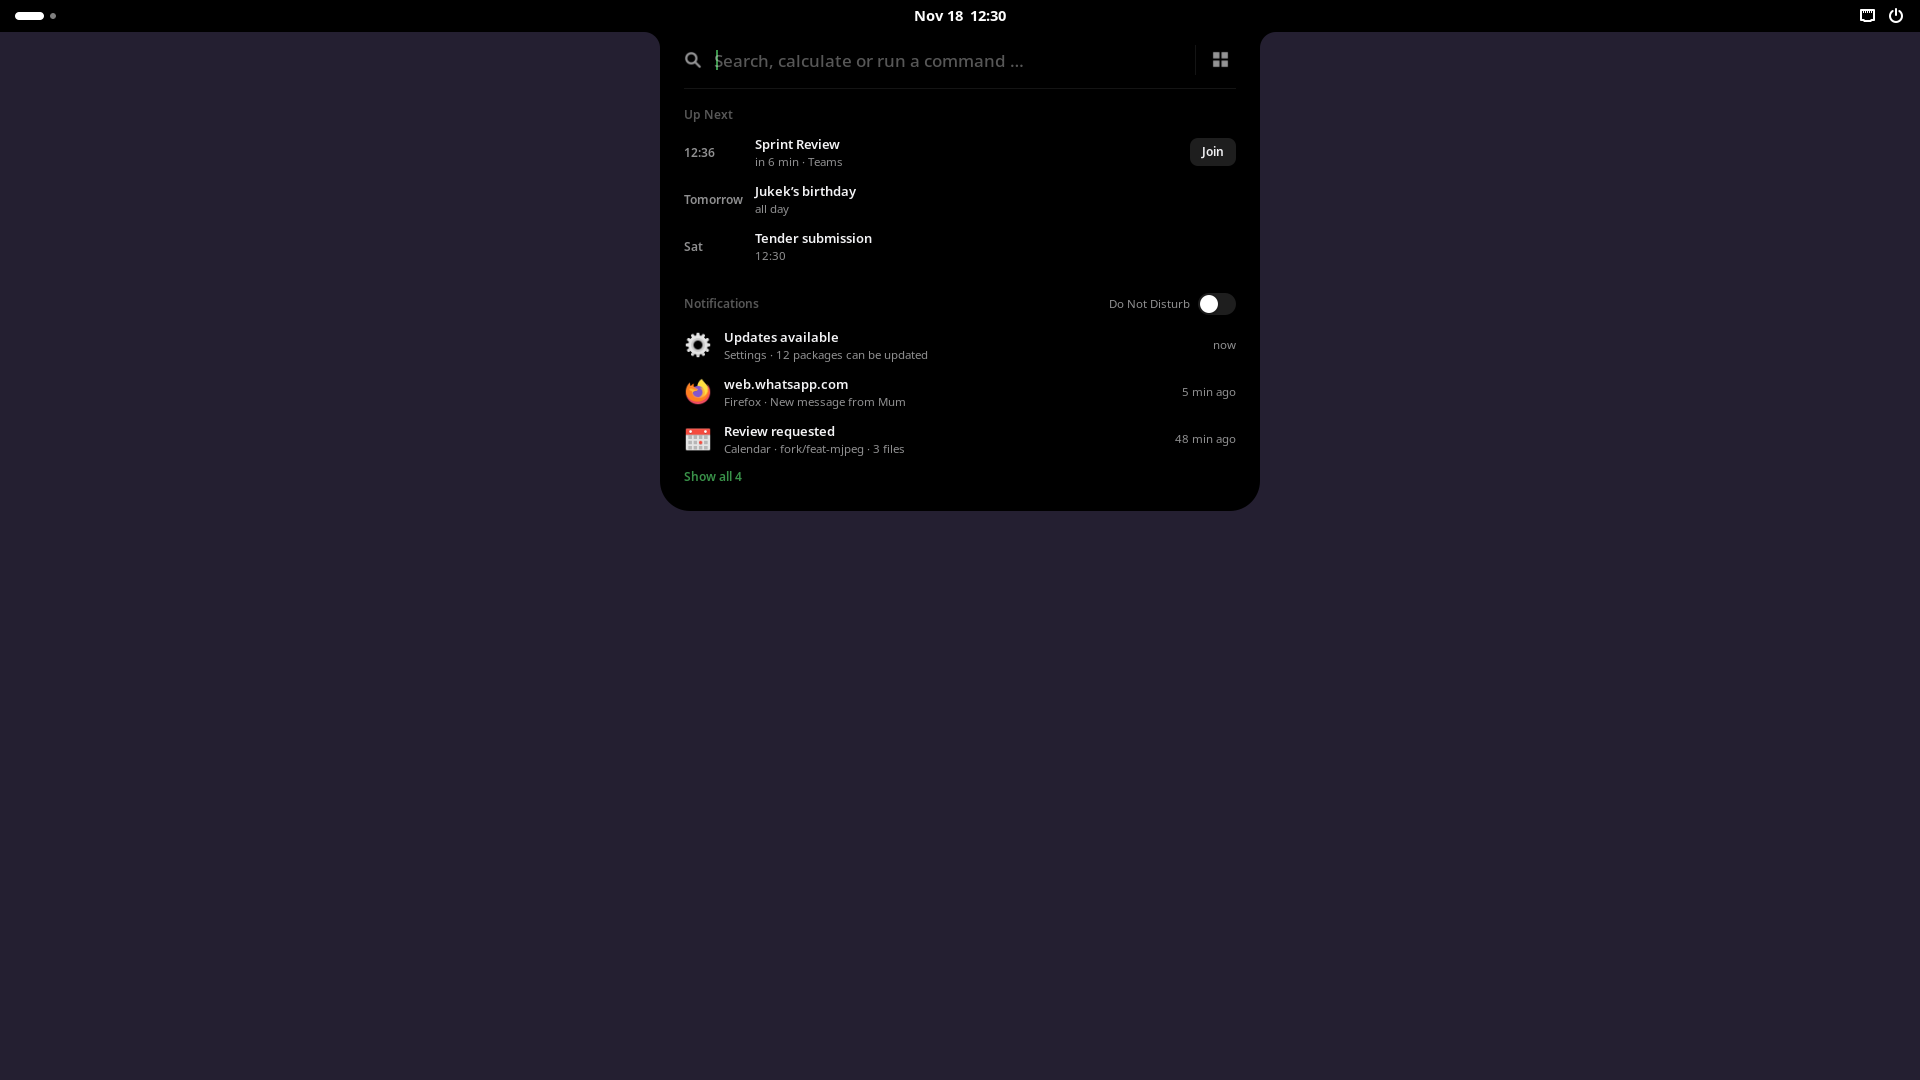 Nov 18 12:30
Search, calculate or run a command ...
Up Next
12:36
Sprint Review
in 6 min · Teams
Join
Tomorrow
Jukek’s birthday
all day
Sat
Tender submission
12:30
Notifications
Do Not Disturb
Updates available
Settings · 12 packages can be updated
now
web.whatsapp.com
Firefox · New message from Mum
5 min ago
Review requested
Calendar · fork/feat-mjpeg · 3 files
48 min ago
Show all 4